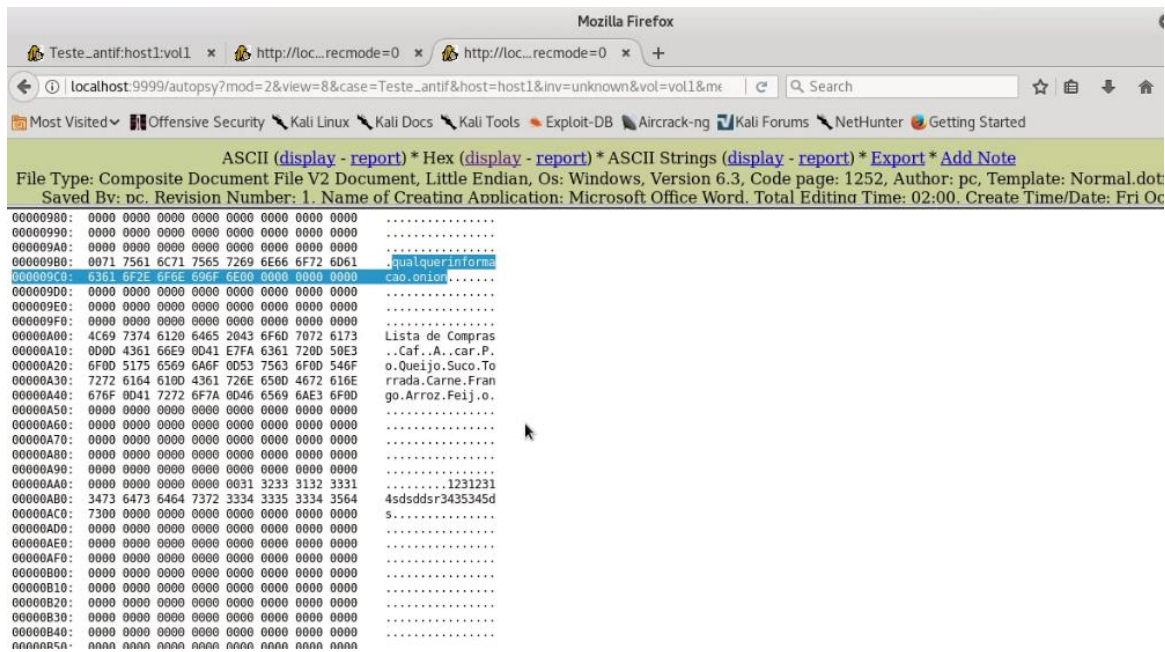 Mozilla Firefox
Teste_antif:host1:vol1 × http://loc...recmode=0 × http://loc...recmode=0 × +
localhost:9999/autopsy?mod=2&view=8&case=Teste_antif&host=host1&inv=unknown&vol=vol1&me Search
Most Visited Offensive Security Kali Linux Kali Docs Kali Tools Exploit-DB Aircrack-ng Kali Forums NetHunter Getting Started
ASCII (display - report) * Hex (display - report) * ASCII Strings (display - report) * Export * Add Note
File Type: Composite Document File V2 Document, Little Endian, Os: Windows, Version 6.3, Code page: 1252, Author: pc, Template: Normal.dot
Saved By: pc, Revision Number: 1, Name of Creating Application: Microsoft Office Word, Total Editing Time: 02:00, Create Time/Date: Fri Oc
00000980: 0000 0000 0000 0000 0000 0000 0000 0000 ................
00000990: 0000 0000 0000 0000 0000 0000 0000 0000 ................
000009A0: 0000 0000 0000 0000 0000 0000 0000 0000 ................
000009B0: 0071 7561 6C71 7565 7269 6E66 6F72 6D61 .qualquerinforma
000009C0: 6361 6F2E 6F6E 696F 6E00 0000 0000 0000 cao.onion.......
000009D0: 0000 0000 0000 0000 0000 0000 0000 0000 ................
000009E0: 0000 0000 0000 0000 0000 0000 0000 0000 ................
000009F0: 0000 0000 0000 0000 0000 0000 0000 0000 ................
00000A00: 4C69 7374 6120 6465 2043 6F6D 7072 6173 Lista de Compras
00000A10: 0D0D 4361 66E9 0D41 E7FA 6361 720D 50E3 ..Caf..A..car.P.
00000A20: 6F0D 5175 6569 6A6F 0D53 7563 6F0D 546F o.Queijo.Suco.To
00000A30: 7272 6164 610D 4361 726E 650D 4672 616E rrada.Carne.Fran
00000A40: 676F 0D41 7272 6F7A 0D46 6569 6AE3 6F0D go.Arroz.Feij.o.
00000A50: 0000 0000 0000 0000 0000 0000 0000 0000 ................
00000A60: 0000 0000 0000 0000 0000 0000 0000 0000 ................
00000A70: 0000 0000 0000 0000 0000 0000 0000 0000 ................
00000A80: 0000 0000 0000 0000 0000 0000 0000 0000 ................
00000A90: 0000 0000 0000 0000 0000 0000 0000 0000 ................
00000AA0: 0000 0000 0000 0000 0031 3233 3132 3331 .........1231231
00000AB0: 3473 6473 6464 7372 3334 3335 3334 3564 4sdsddsr3435345d
00000AC0: 7300 0000 0000 0000 0000 0000 0000 0000 s...............
00000AD0: 0000 0000 0000 0000 0000 0000 0000 0000 ................
00000AE0: 0000 0000 0000 0000 0000 0000 0000 0000 ................
00000AF0: 0000 0000 0000 0000 0000 0000 0000 0000 ................
00000B00: 0000 0000 0000 0000 0000 0000 0000 0000 ................
00000B10: 0000 0000 0000 0000 0000 0000 0000 0000 ................
00000B20: 0000 0000 0000 0000 0000 0000 0000 0000 ................
00000B30: 0000 0000 0000 0000 0000 0000 0000 0000 ................
00000B40: 0000 0000 0000 0000 0000 0000 0000 0000 ................
00000B50: 0000 0000 0000 0000 0000 0000 0000 0000